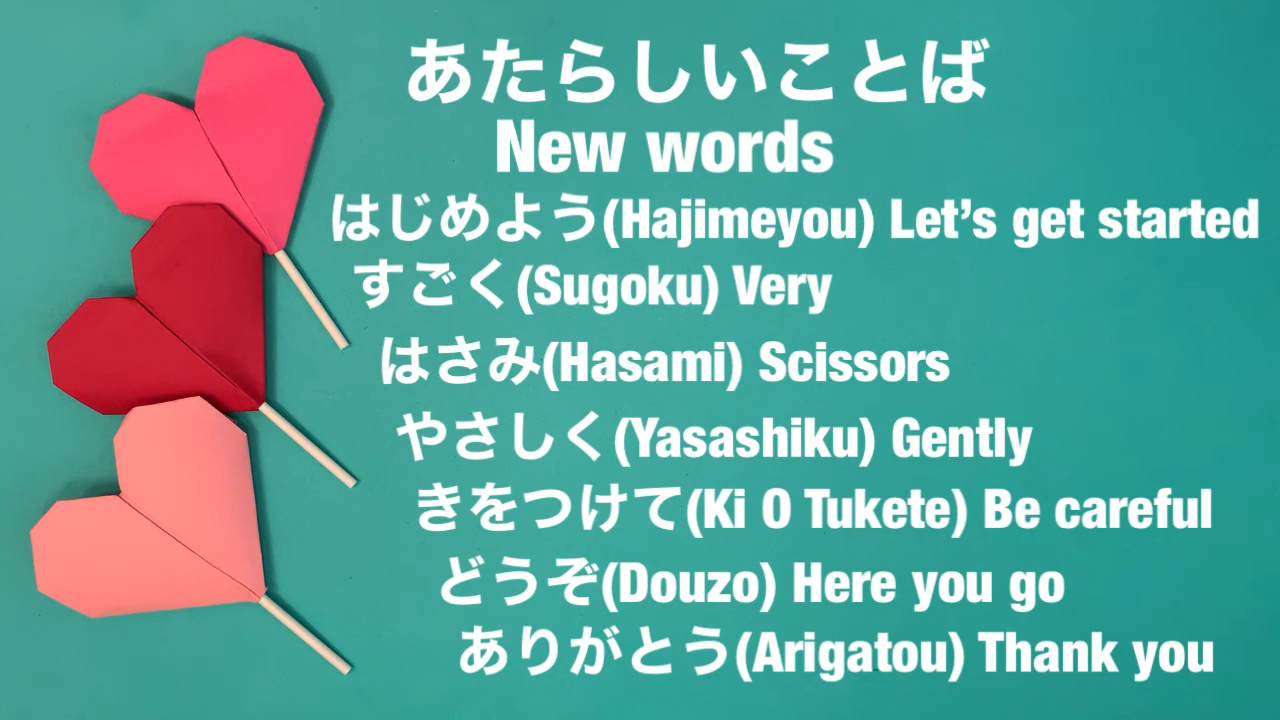 あたらしいことば
New words
はじめよう(Hajimeyou) Let’s get started
すごく(Sugoku) Very
はさみ(Hasami) Scissors
やさしく(Yasashiku) Gently
きをつけて(Ki O Tukete) Be careful
どうぞ(Douzo) Here you go
ありがとう(Arigatou) Thank you